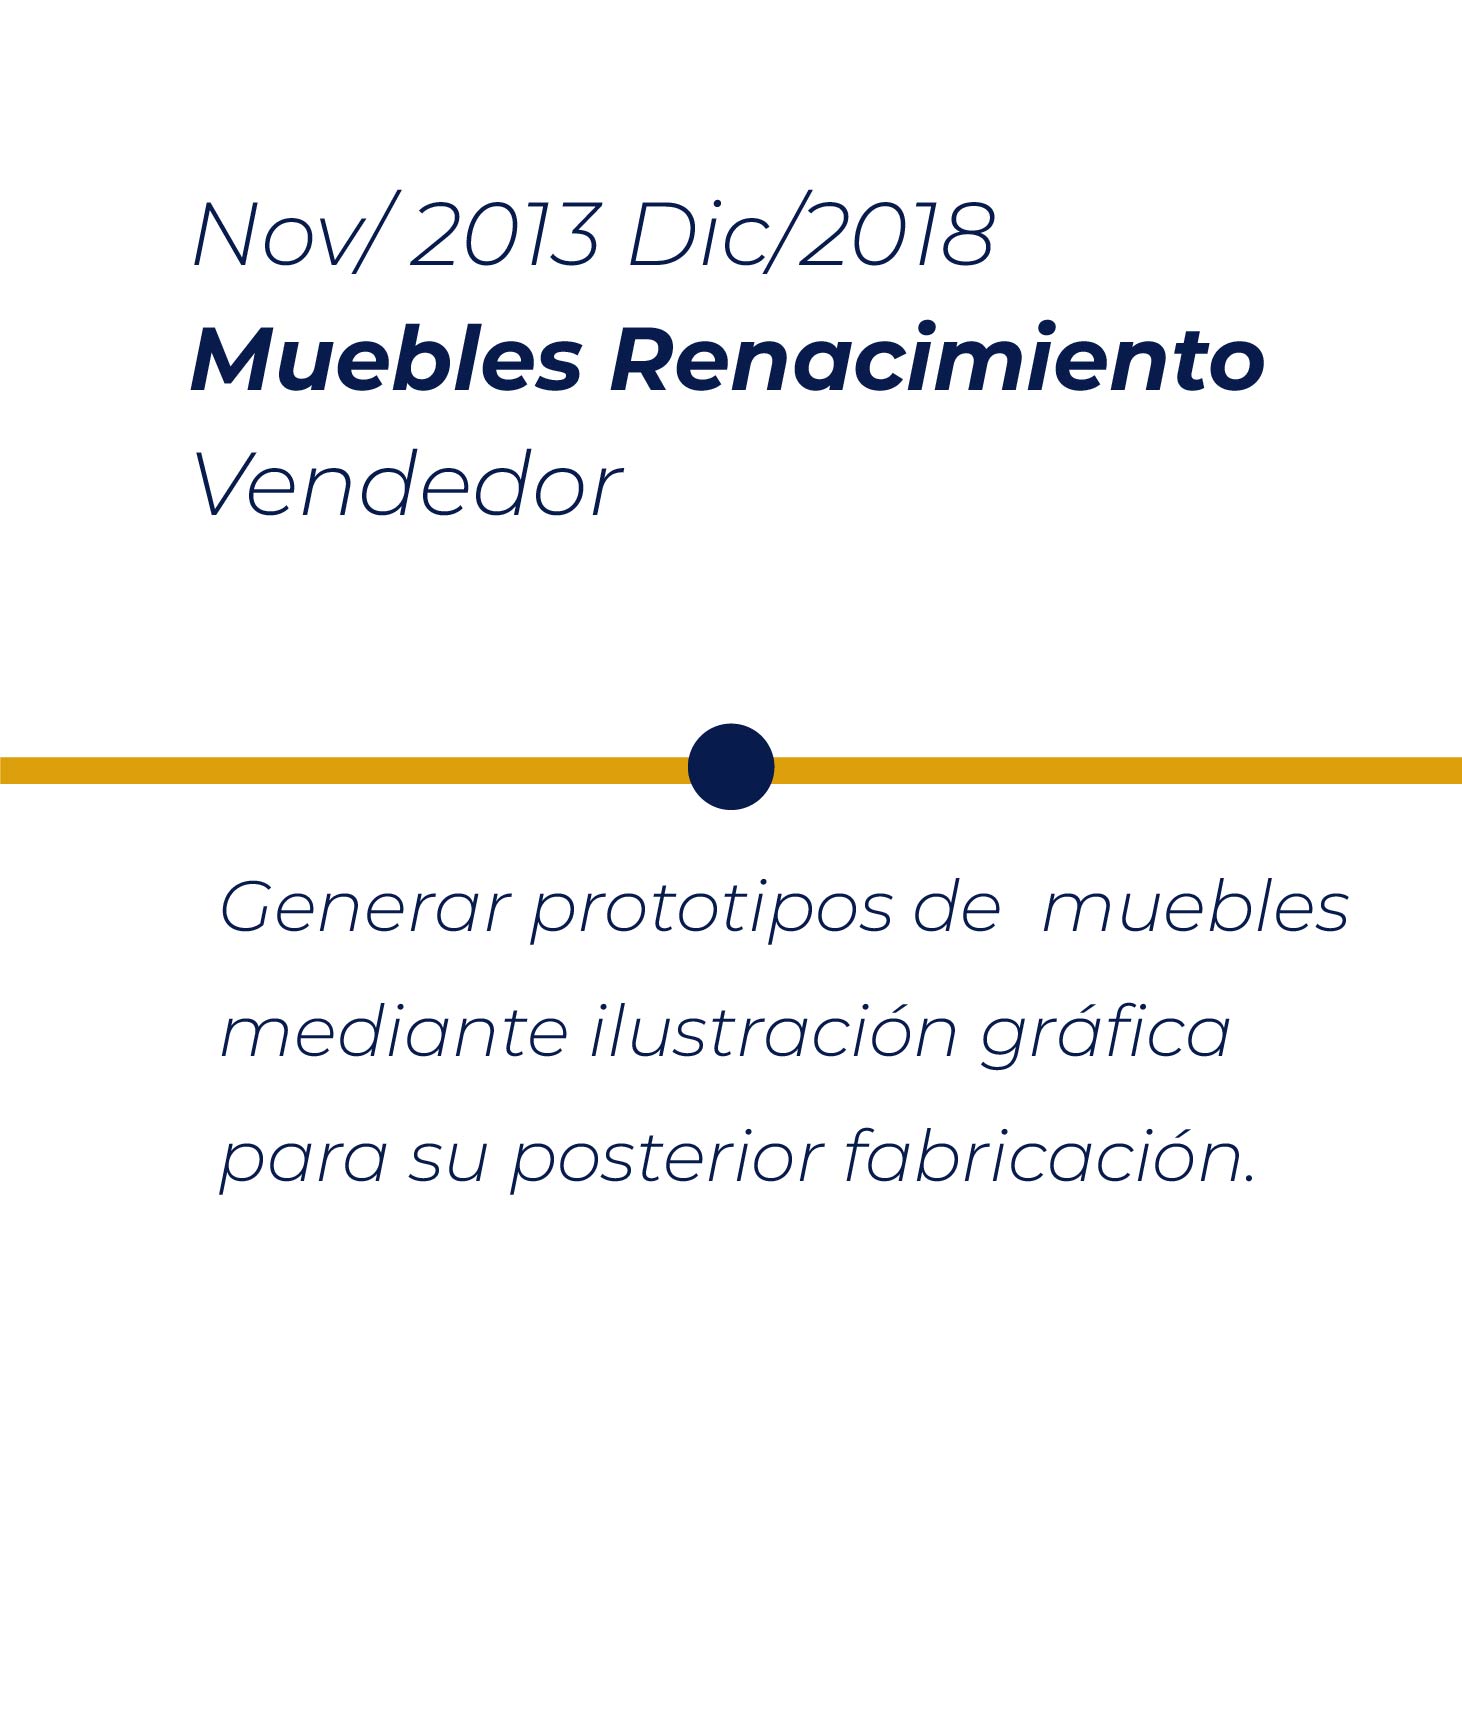 Nov/ 2013 Dic/2018
Muebles Renacimiento
Vendedor
Generar prototipos de  muebles
mediante ilustración gráfica
para su posterior fabricación.